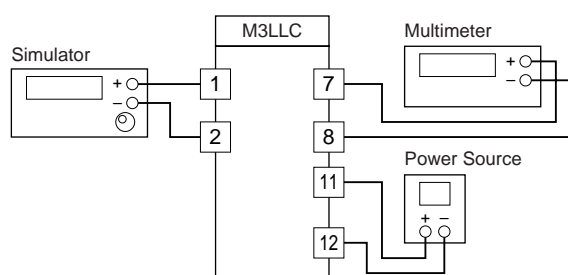 M3LLC
Simulator
Multimeter
+
−
1
2
7
8
+
−
Power Source
11
12
+ −